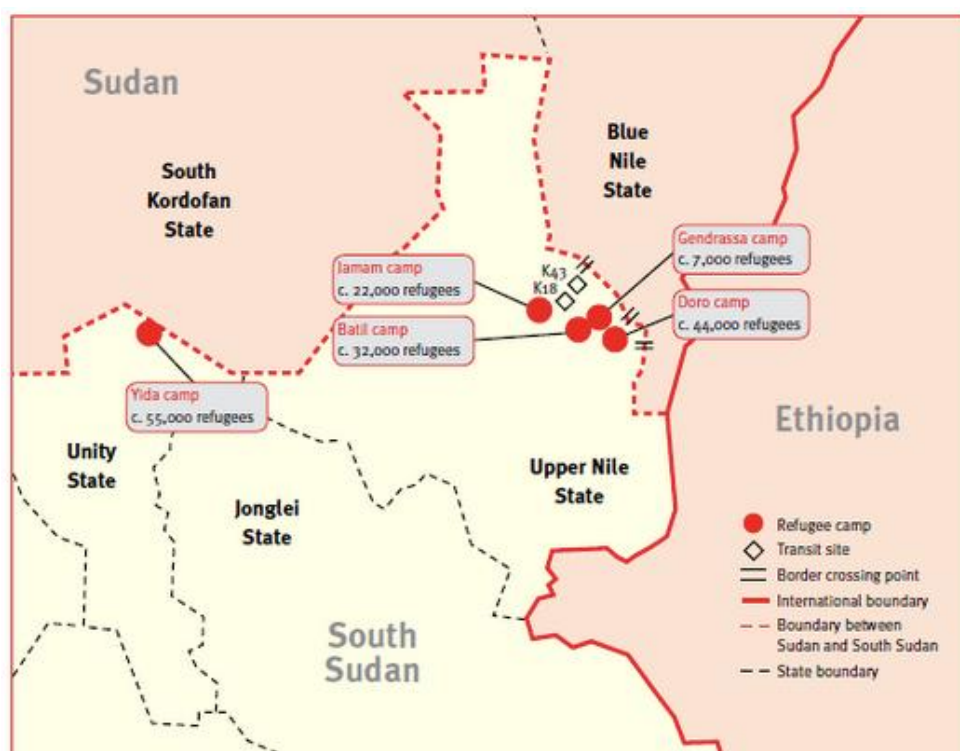 Sudan
South
Kordofan
State
Blue
Nile
State
Gendrassa camp
c. 7,000 refugees
Jamam camp
c. 22,000 refugees
K43
K18
Doro camp
c. 44,000 refugees
Batil camp
c. 32,000 refugees
Yida camp
c. 55,000 refugees
Ethiopia
Unity
State
Upper Nile
State
Jonglei
State
South
Sudan
Refugee camp
Transit site
Border crossing point
International boundary
Boundary between
Sudan and South Sudan
State boundary